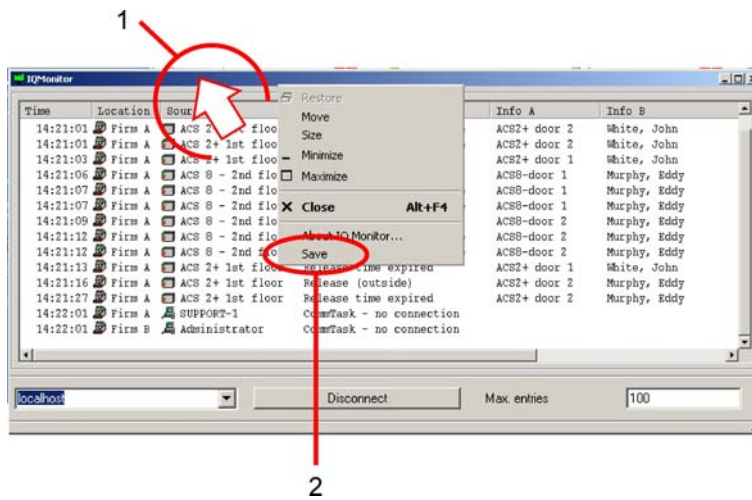 1
IQMonitor
Restore
Move
Size
Minimize
Maximize
Close Alt+F4
About IQ Monitor...
Save
Time Location Info A Info B
14:21:01 Firm A ACS 2 floo ACS2+ door 2 White, John
14:21:01 Firm A ACS 2+ 1st floo ACS2+ door 2 White, John
14:21:03 Firm A ACS 2+ 1st floo ACS2+ door 1 White, John
14:21:06 Firm A ACS 8 - 2nd flo ACS8-door 1 Murphy, Eddy
14:21:07 Firm A ACS 8 - 2nd flo ACS8-door 1 Murphy, Eddy
14:21:07 Firm A ACS 8 - 2nd flo ACS8-door 1 Murphy, Eddy
14:21:09 Firm A ACS 8 - 2nd flo ACS8-door 2 Murphy, Eddy
14:21:12 Firm A ACS 8 - 2nd flo ACS8-door 2 Murphy, Eddy
14:21:12 Firm A ACS 8 - 2nd flo ACS8-door 2 Murphy, Eddy
14:21:13 Firm A ACS 2+ 1st floor Release time expired ACS2+ door 1 White, John
14:21:16 Firm A ACS 2+ 1st floor Release (outside) ACS2+ door 2 Murphy, Eddy
14:21:27 Firm A ACS 2+ 1st floor Release time expired ACS2+ door 2 Murphy, Eddy
14:22:01 Firm A SUPPORT-1 CommTask - no connection
14:22:01 Firm B Administrator CommTask - no connection
localhost Disconnect Max. entries 100
2